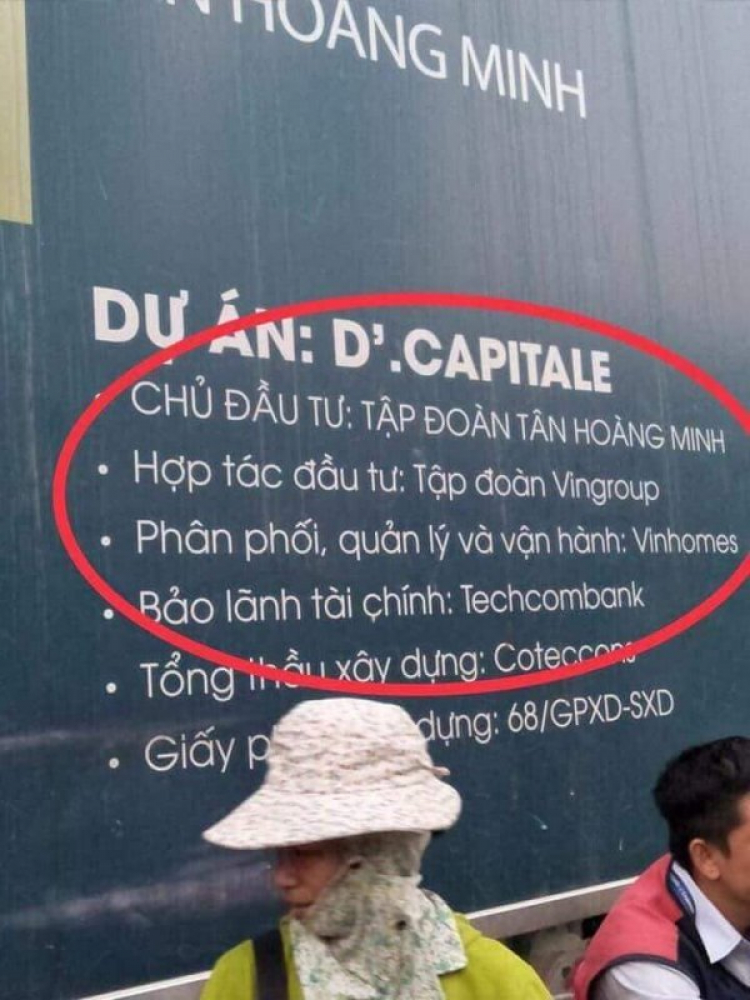 HOÀNG MINH
DỰ ÁN: D'.CAPITALE
CHỦ ĐẦU TƯ: TẬP ĐOÀN TÂN HOÀNG MINH
• Hợp tác đầu tư: Tập đoàn Vingroup
• Phân phối, quản lý và vận hành: Vinhomes
• Bảo lãnh tài chính: Techcombank
• Tổng thầu xây dựng: Coteccons
• Giấy dựng: 68/GPXD-SXD